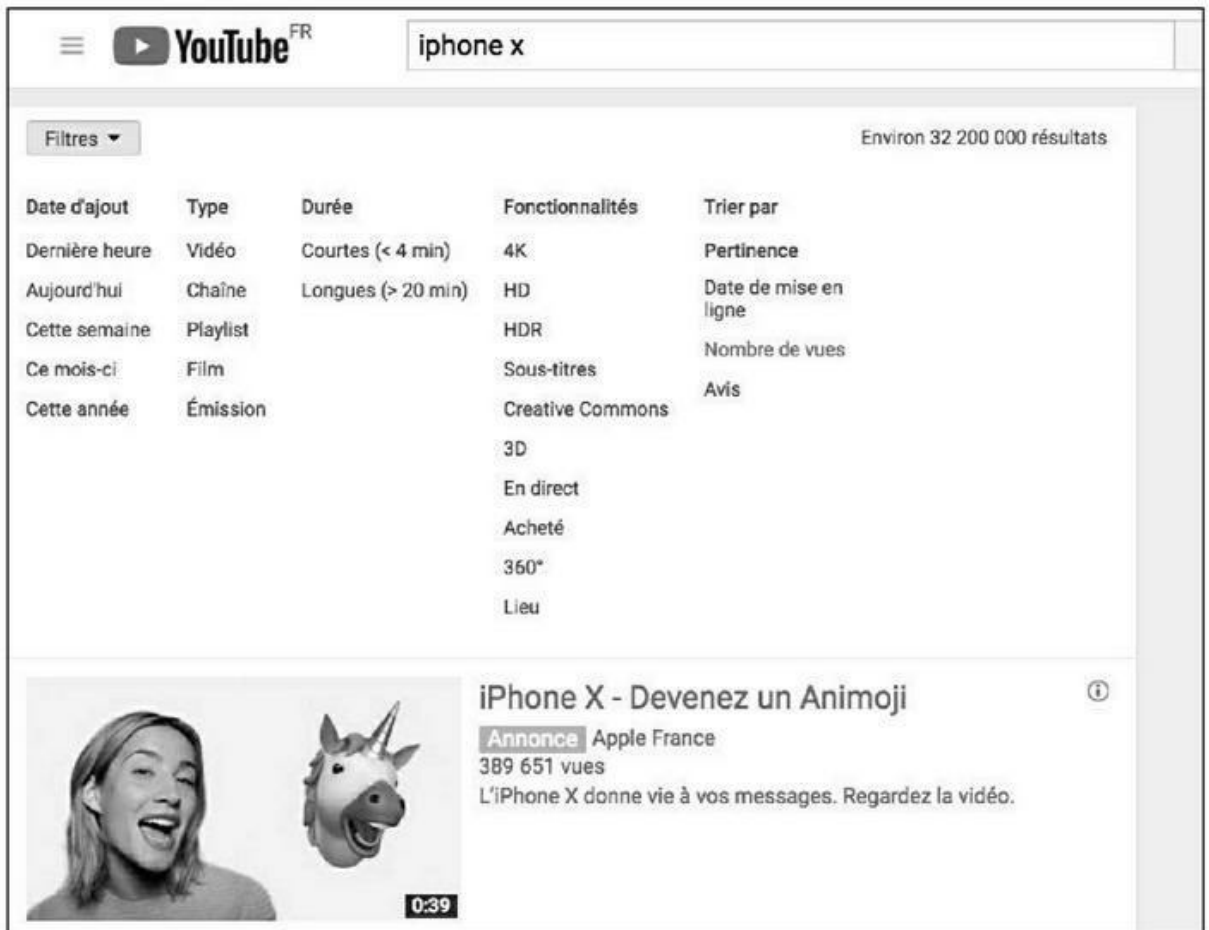 YouTube FR
iphone x
Filtres
Environ 32 200 000 résultats
Date d'ajout
Dernière heure
Aujourd'hui
Cette semaine
Ce mois-ci
Cette année
Type
Vidéo
Chaîne
Playlist
Film
Émission
Durée
Courtes (< 4 min)
Longues (> 20 min)
Fonctionnalités
4K
HD
HDR
Sous-titres
Creative Commons
3D
En direct
Acheté
360°
Lieu
Trier par
Pertinence
Date de mise en
ligne
Nombre de vues
Avis
0:39
iPhone X - Devenez un Animoji
Annonce Apple France
389 651 vues
L'iPhone X donne vie à vos messages. Regardez la vidéo.